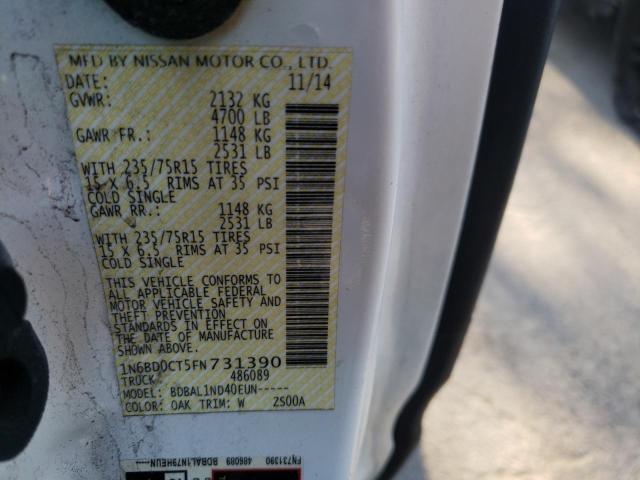 MFD BY NISSAN MOTOR CO., LTD.
DATE: 11/14
GVWR: 2132 KG
4700 LB
GAWR FR.: 1148 KG
2531 LB
WITH 235/75R15 TIRES
15 X 6.5 RIMS AT 35 PSI
COLD SINGLE
GAWR RR.: 1148 KG
2531 LB
WITH 235/75R15 TIRES
15 X 6.5 RIMS AT 35 PSI
COLD SINGLE
THIS VEHICLE CONFORMS TO
ALL APPLICABLE FEDERAL
MOTOR VEHICLE SAFETY AND
THEFT PREVENTION
STANDARDS IN EFFECT ON
THE DATE OF MANUFACTURE
SHOWN ABOVE.
1N6BD0CT5FN731390
TRUCK 486089
MODEL: BDBAL1ND40EUN-----
COLOR: OAK TRIM: W 2S00A
FN731390
486089 BDBAL1N79HEUN-----